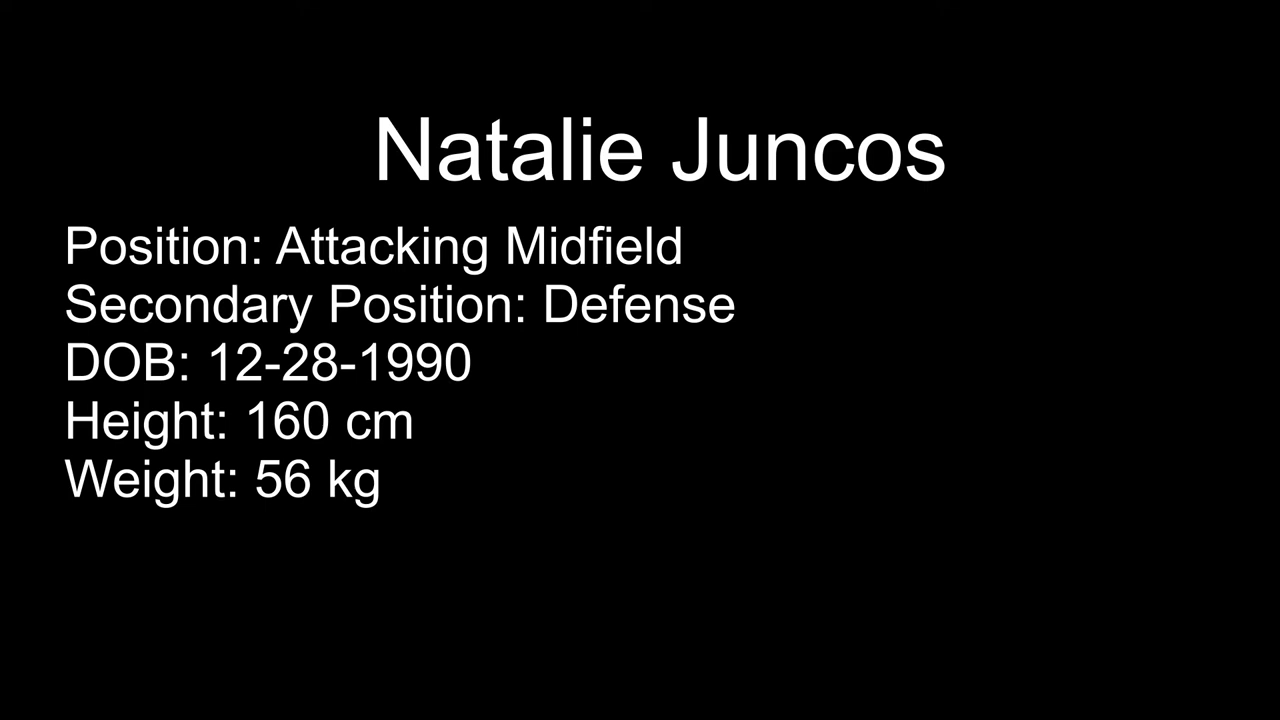 Natalie Juncos
Position: Attacking Midfield
Secondary Position: Defense
DOB: 12-28-1990
Height: 160 cm
Weight: 56 kg